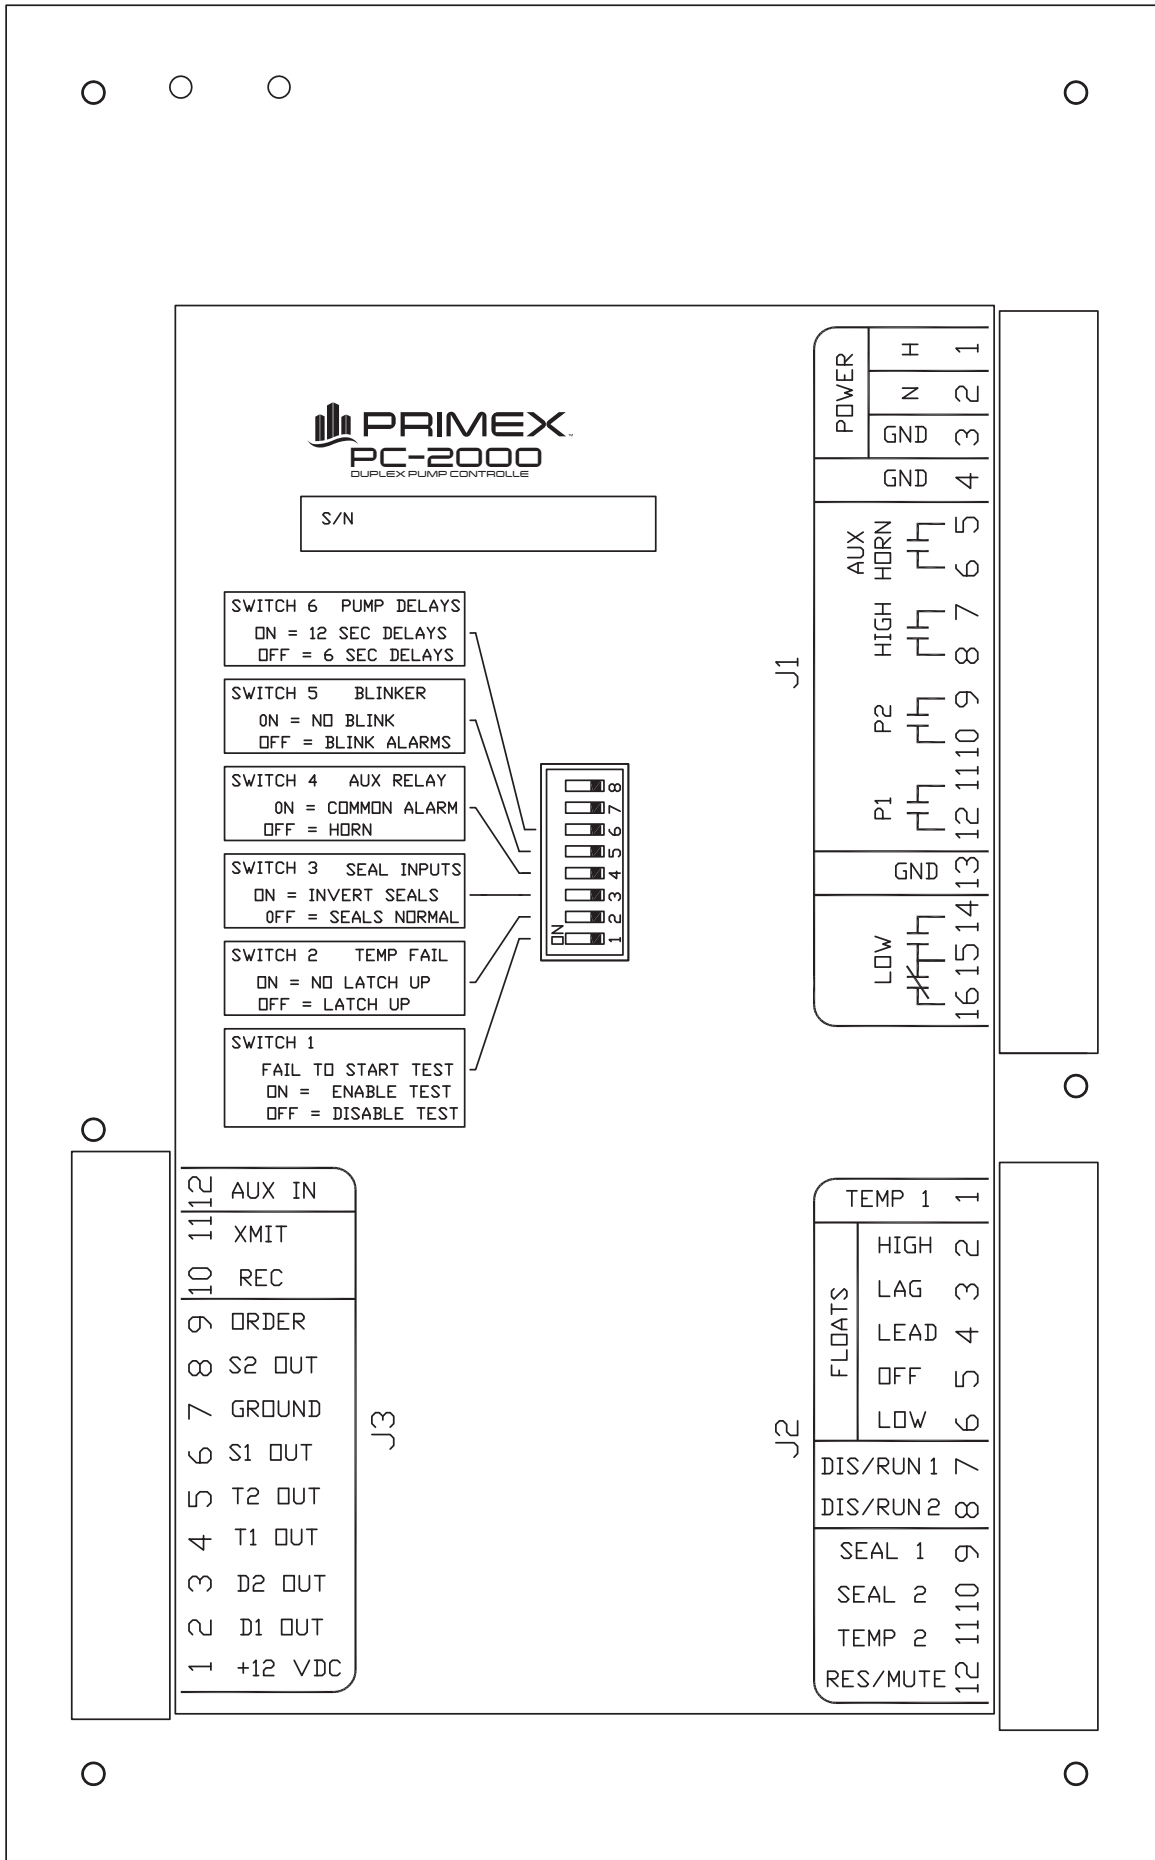 PRIMEX™
PC-2000
DUPLEX PUMP CONTROLLE
S/N
SWITCH 6 PUMP DELAYS
ON = 12 SEC DELAYS
OFF = 6 SEC DELAYS
SWITCH 5 BLINKER
ON = NO BLINK
OFF = BLINK ALARMS
SWITCH 4 AUX RELAY
ON = COMMON ALARM
OFF = HORN
SWITCH 3 SEAL INPUTS
ON = INVERT SEALS
OFF = SEALS NORMAL
SWITCH 2 TEMP FAIL
ON = NO LATCH UP
OFF = LATCH UP
SWITCH 1
FAIL TO START TEST
ON = ENABLE TEST
OFF = DISABLE TEST
8
7
6
5
4
3
2
1
ON
J1
POWER
H 1
N 2
GND 3
GND 4
AUX HORN 5 6
HIGH 7 8
P2 9 10
P1 11 12
GND 13
LOW 14 15 16
J3
12 AUX IN
11 XMIT
10 REC
9 ORDER
8 S2 OUT
7 GROUND
6 S1 OUT
5 T2 OUT
4 T1 OUT
3 D2 OUT
2 D1 OUT
1 +12 VDC
J2
TEMP 1 1
FLOATS
HIGH 2
LAG 3
LEAD 4
OFF 5
LOW 6
DIS/RUN 1 7
DIS/RUN 2 8
SEAL 1 9
SEAL 2 10
TEMP 2 11
RES/MUTE 12